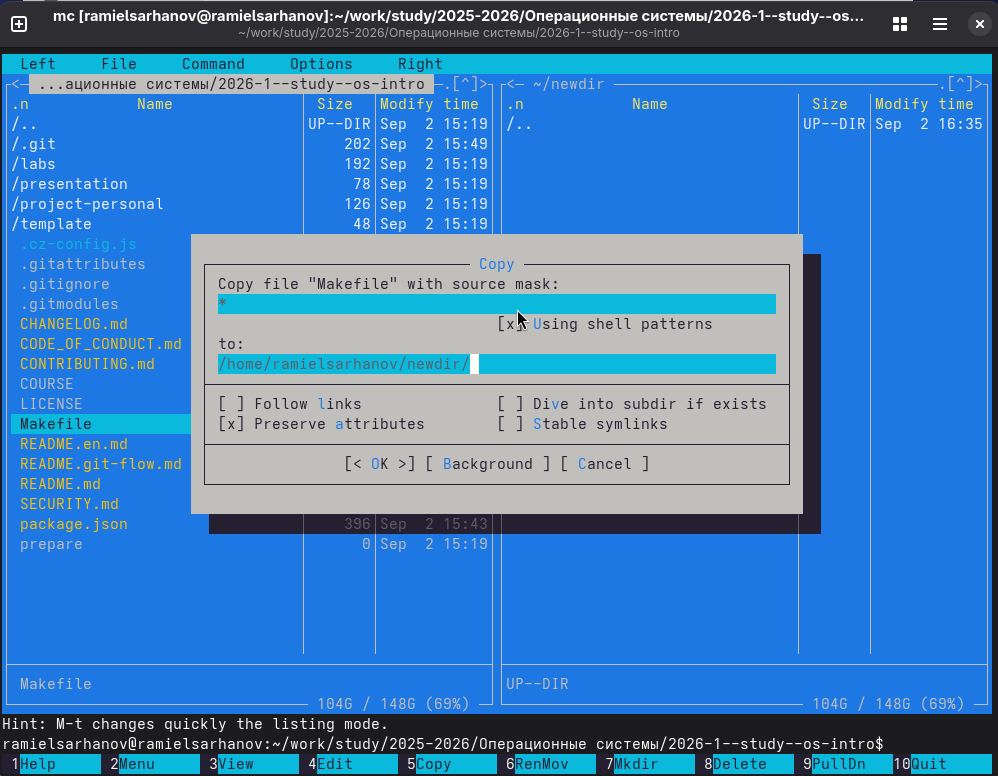 mc [ramielsarhanov@ramielsarhanov]:~/work/study/2025-2026/Операционные системы/2026-1--study--os...
~/work/study/2025-2026/Операционные системы/2026-1--study--os-intro
Left File Command Options Right
<— ...ационные системы/2026-1--study--os-intro —.[^]>
<— ~/newdir —.[^]>
.n Name Size Modify time .n Name Size Modify time
/.. UP--DIR Sep 2 15:19 /.. UP--DIR Sep 2 16:35
/.git 202 Sep 2 15:49
/labs 192 Sep 2 15:19
/presentation 78 Sep 2 15:19
/project-personal 126 Sep 2 15:19
/template 48 Sep 2 15:19
.cz-config.js
.gitattributes
.gitignore
.gitmodules
CHANGELOG.md
CODE_OF_CONDUCT.md
CONTRIBUTING.md
COURSE
LICENSE
Makefile
README.en.md
README.git-flow.md
README.md
SECURITY.md
package.json 396 Sep 2 15:43
prepare 0 Sep 2 15:19
Copy
Copy file "Makefile" with source mask:
*
[x] Using shell patterns
to:
/home/ramielsarhanov/newdir/
[ ] Follow links [ ] Dive into subdir if exists
[x] Preserve attributes [ ] Stable symlinks
[< OK >] [ Background ] [ Cancel ]
Makefile UP--DIR
104G / 148G (69%) 104G / 148G (69%)
Hint: M-t changes quickly the listing mode.
ramielsarhanov@ramielsarhanov:~/work/study/2025-2026/Операционные системы/2026-1--study--os-intro$
1Help 2Menu 3View 4Edit 5Copy 6RenMov 7Mkdir 8Delete 9PullDn 10Quit